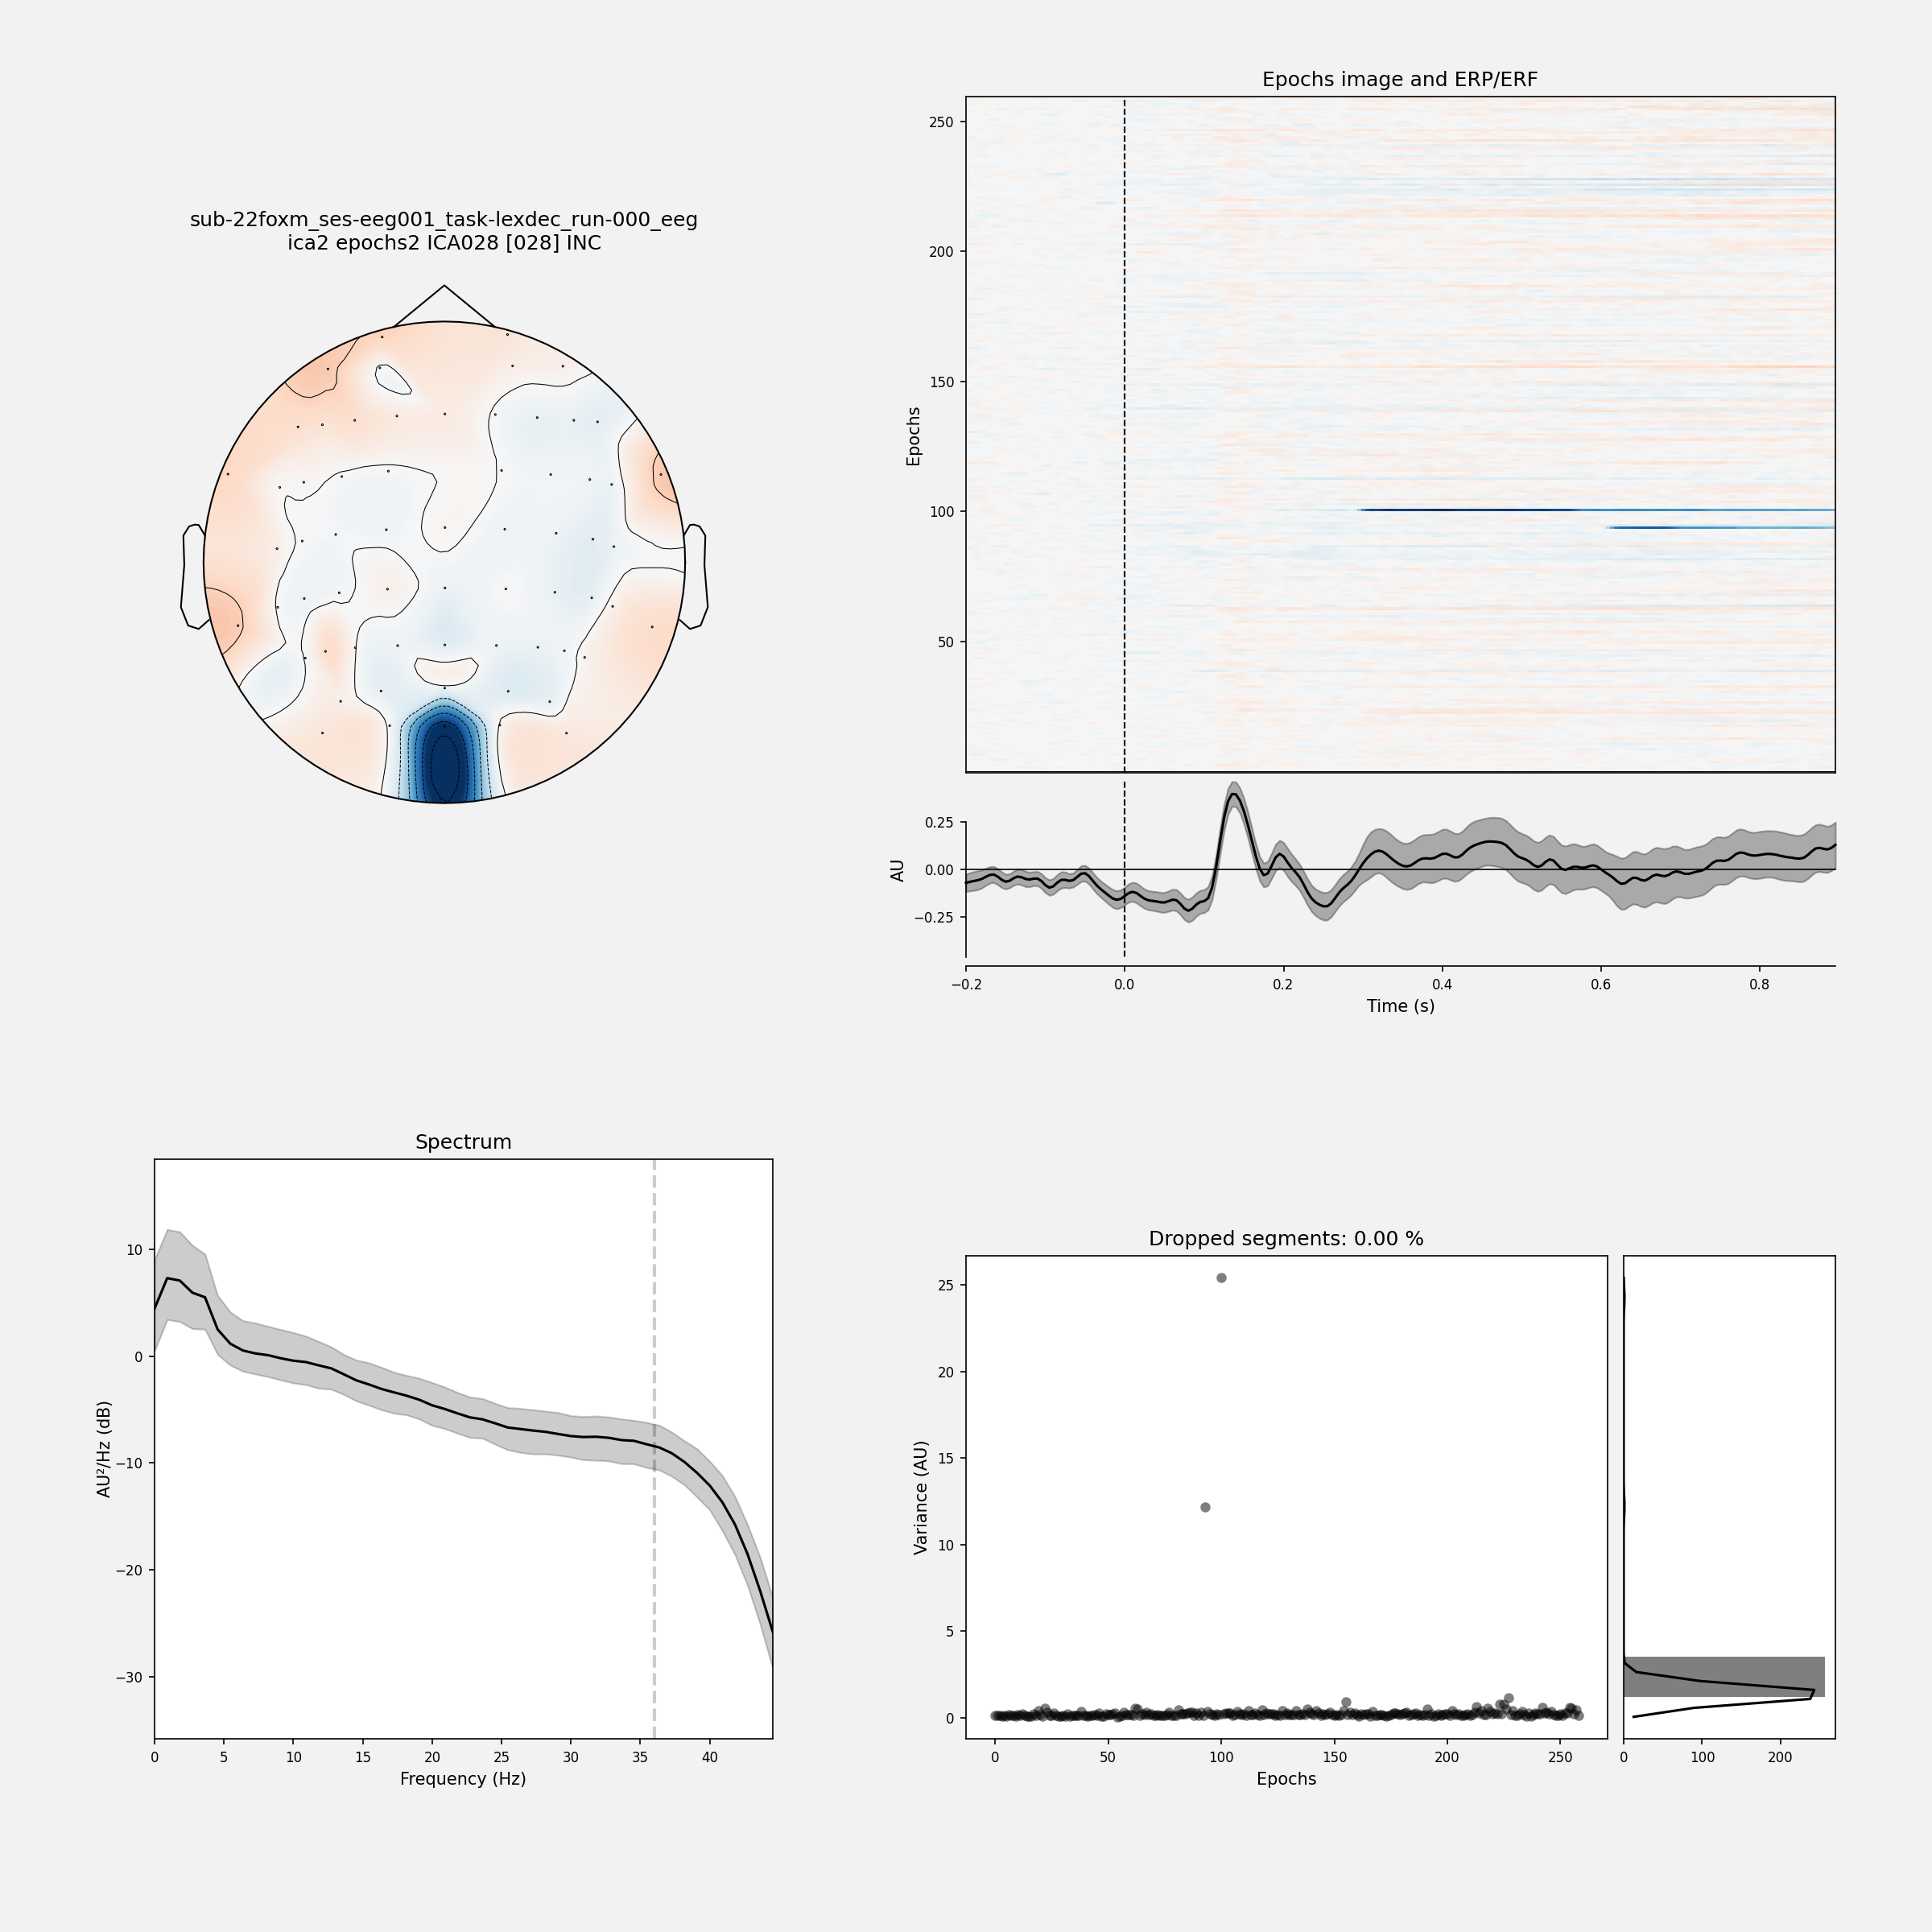 sub-22foxm_ses-eeg001_task-lexdec_run-000_eeg
ica2 epochs2 ICA028 [028] INC
Epochs image and ERP/ERF
250
200
150
100
50
Epochs
0.25
0.00
−0.25
AU
−0.2 0.0 0.2 0.4 0.6 0.8
Time (s)
Spectrum
10
0
−10
−20
−30
AU²/Hz (dB)
0 5 10 15 20 25 30 35 40
Frequency (Hz)
Dropped segments: 0.00 %
25
20
15
10
5
0
Variance (AU)
0 50 100 150 200 250
Epochs
0 100 200